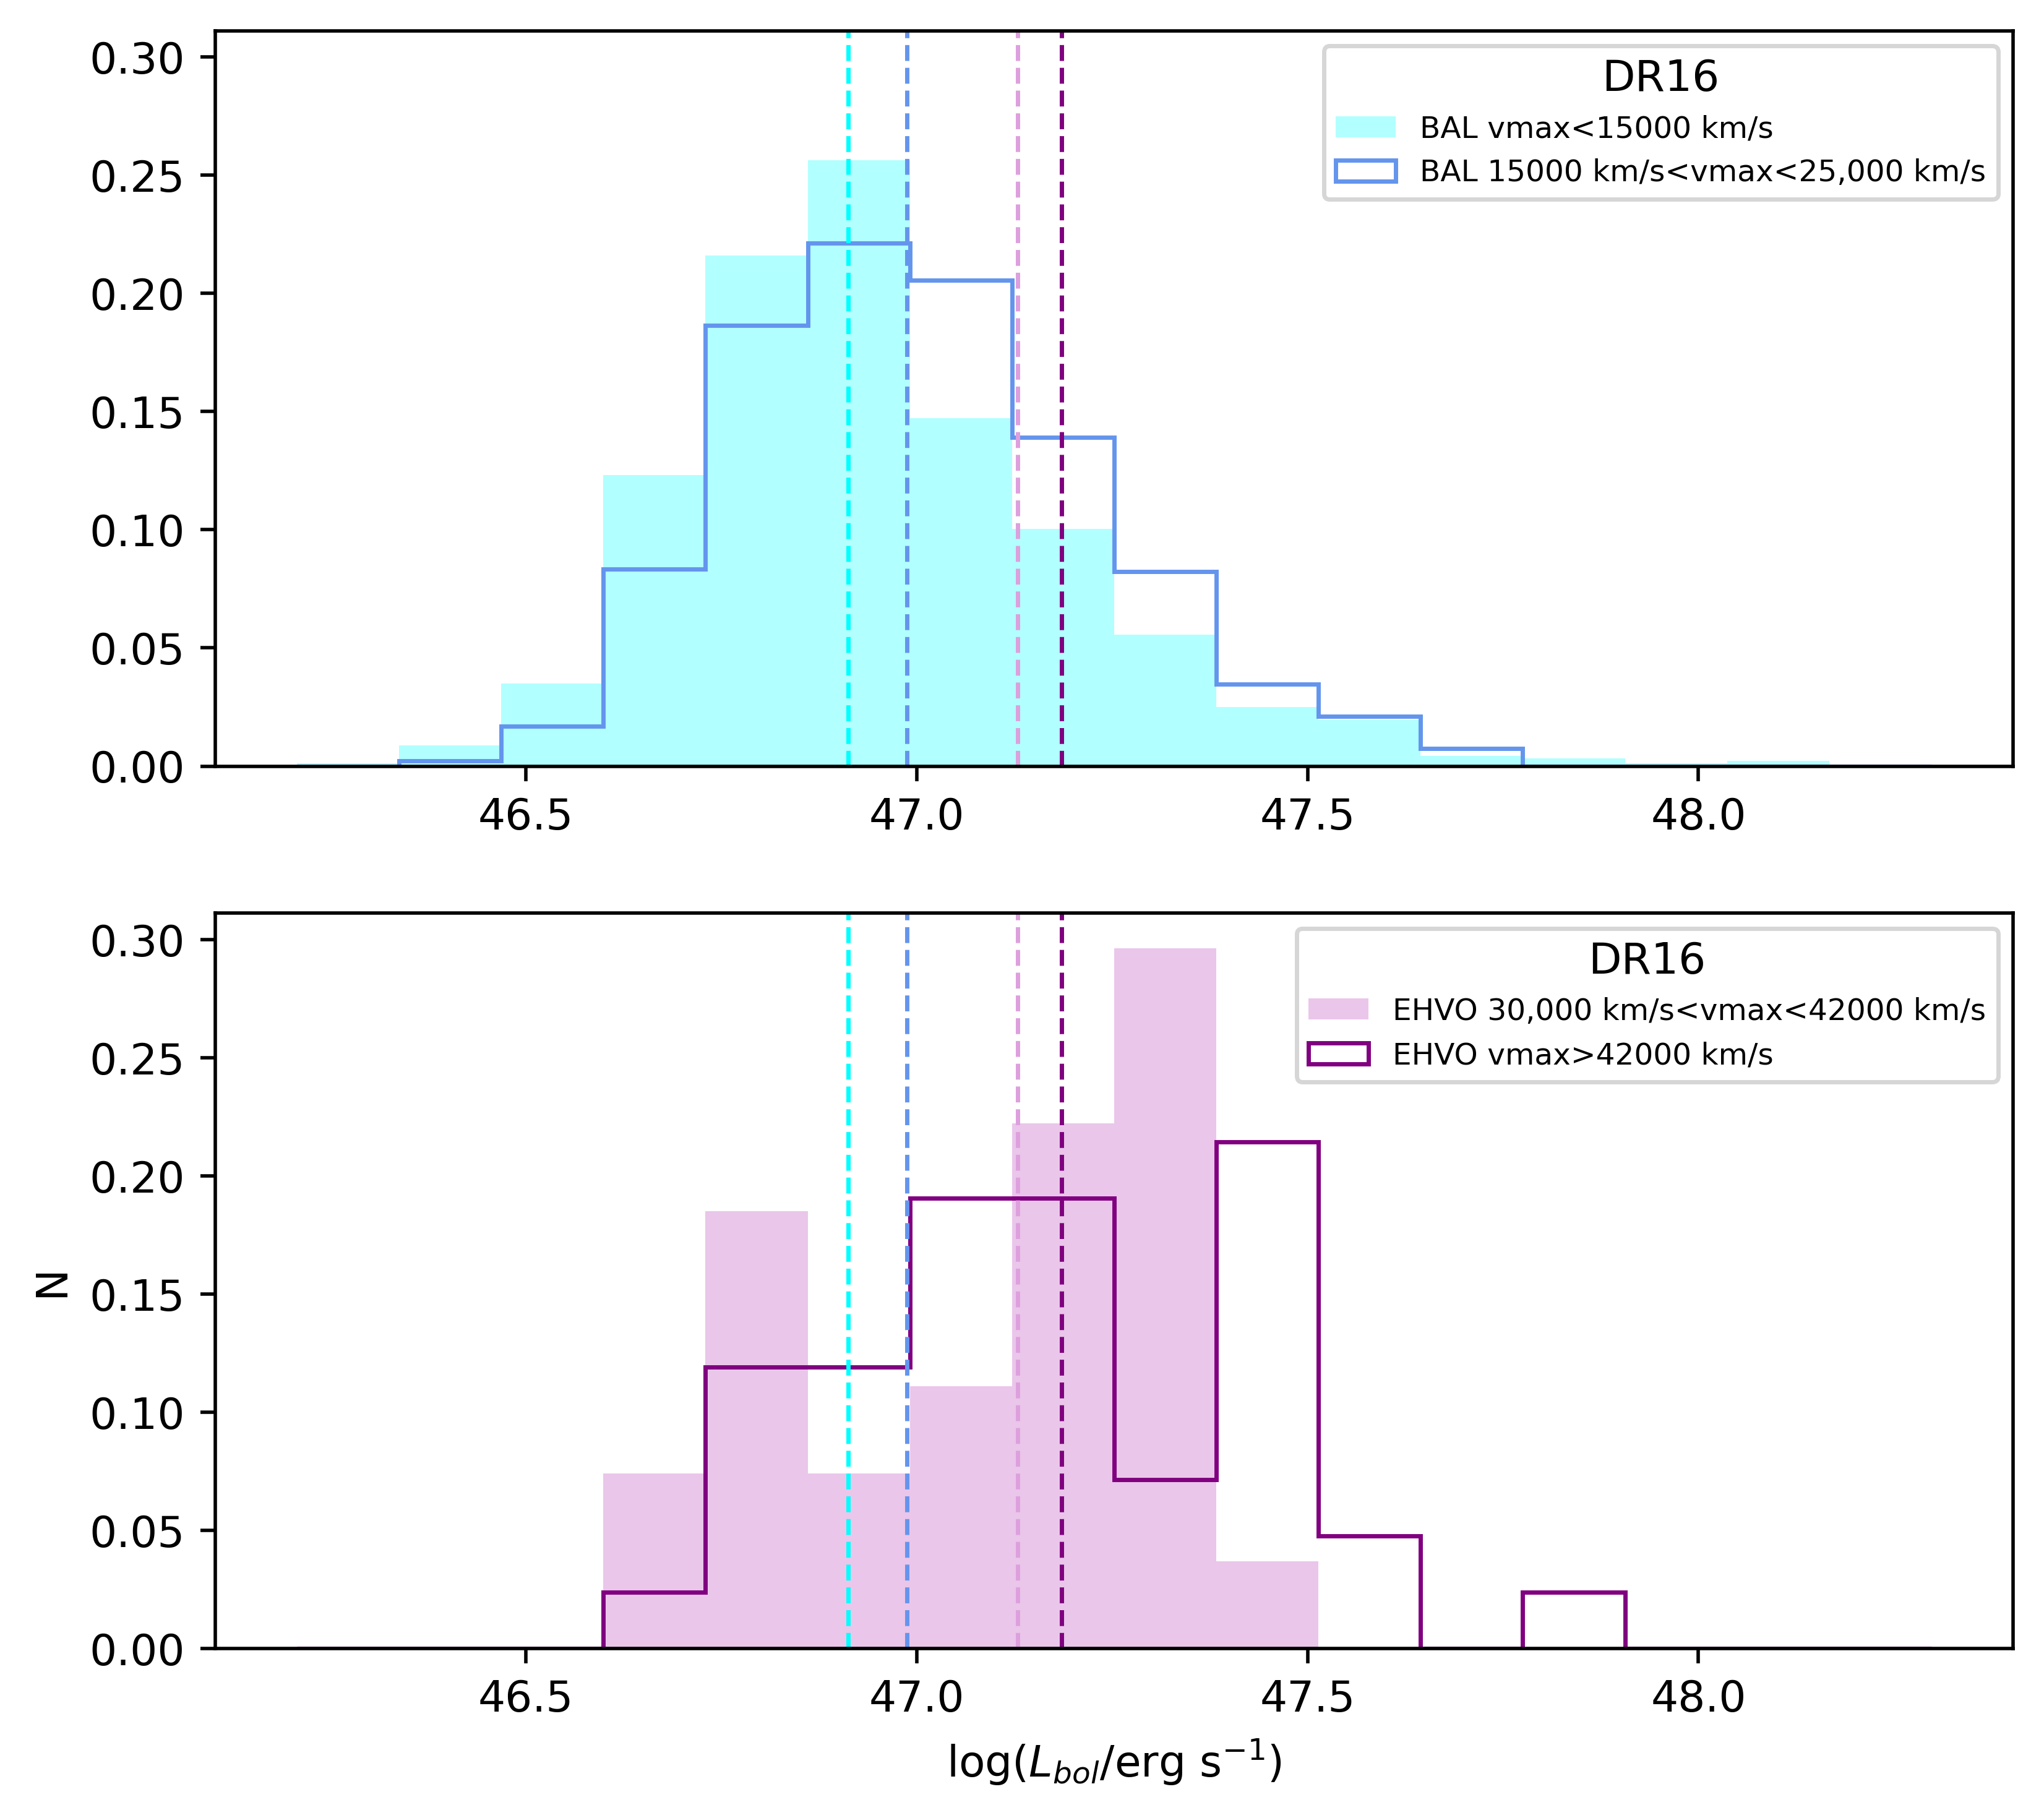 DR16
BAL vmax<15000 km/s
BAL 15000 km/s<vmax<25,000 km/s
0.30
0.25
0.20
0.15
0.10
0.05
0.00
46.5 47.0 47.5 48.0
DR16
EHVO 30,000 km/s<vmax<42000 km/s
EHVO vmax>42000 km/s
N
0.30
0.25
0.20
0.15
0.10
0.05
0.00
46.5 47.0 47.5 48.0
log(L_bol/erg s⁻¹)